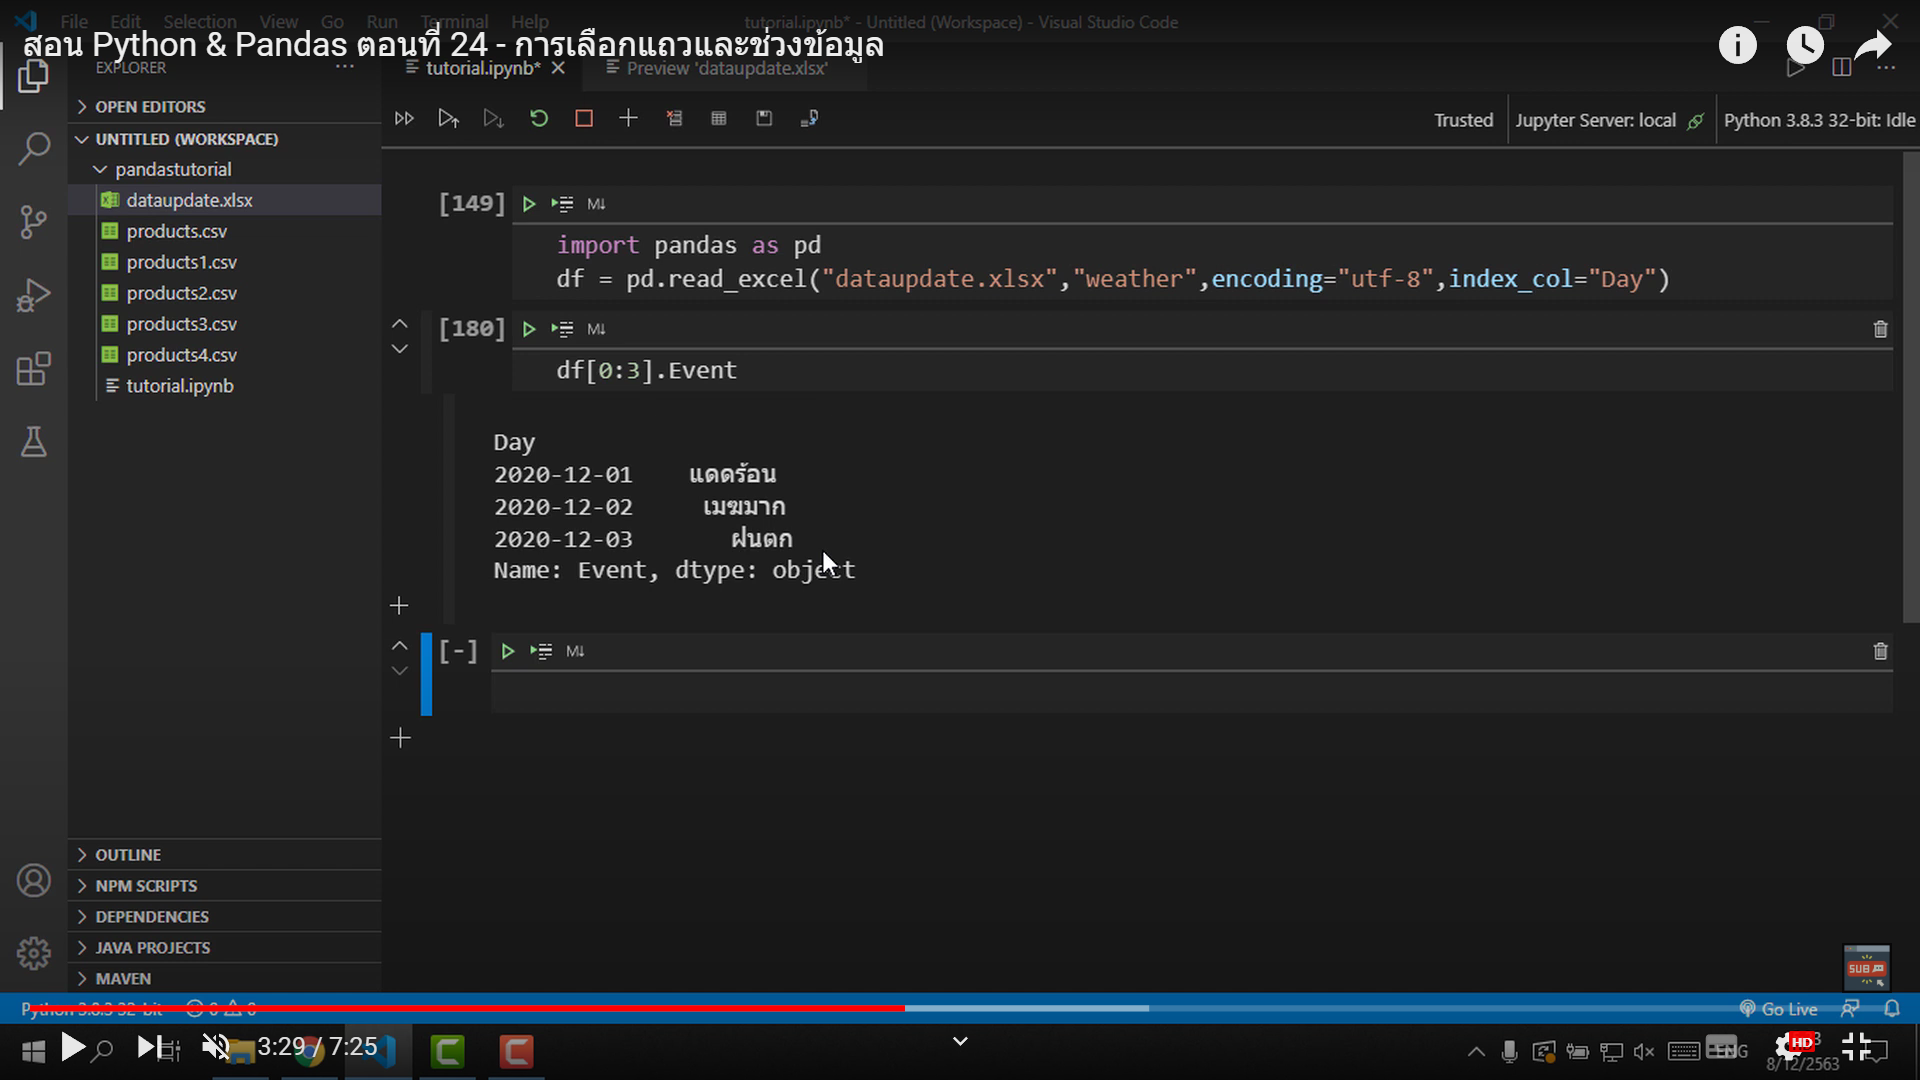 File Edit Selection View Go Run Terminal Help tutorial.ipynb* - Untitled (Workspace) - Visual Studio Code
สอน Python & Pandas ตอนที่ 24 - การเลือกแถวและช่วงข้อมูล
EXPLORER
tutorial.ipynb* Preview 'dataupdate.xlsx'
OPEN EDITORS
UNTITLED (WORKSPACE)
pandastutorial
dataupdate.xlsx
products.csv
products1.csv
products2.csv
products3.csv
products4.csv
tutorial.ipynb
Trusted Jupyter Server: local Python 3.8.3 32-bit: Idle
[149] M↓
import pandas as pd
df = pd.read_excel("dataupdate.xlsx","weather",encoding="utf-8",index_col="Day")
[180] M↓
df[0:3].Event
Day
2020-12-01 แดดร้อน
2020-12-02 เมฆมาก
2020-12-03 ฝนตก
Name: Event, dtype: object
[-] M↓
OUTLINE
NPM SCRIPTS
DEPENDENCIES
JAVA PROJECTS
MAVEN
SUB
Python 3.8.3 32-bit 0 0 Go Live
3:29 / 7:25
ENG
HD
8/12/2563